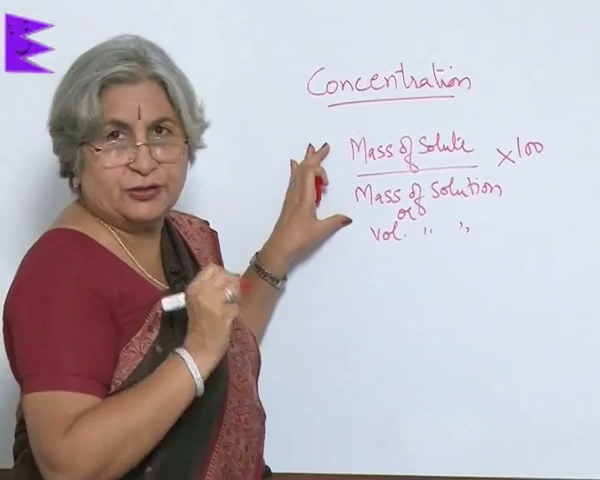 Concentration
Mass of Solute
× 100
Mass of Solution
or
Vol. " "